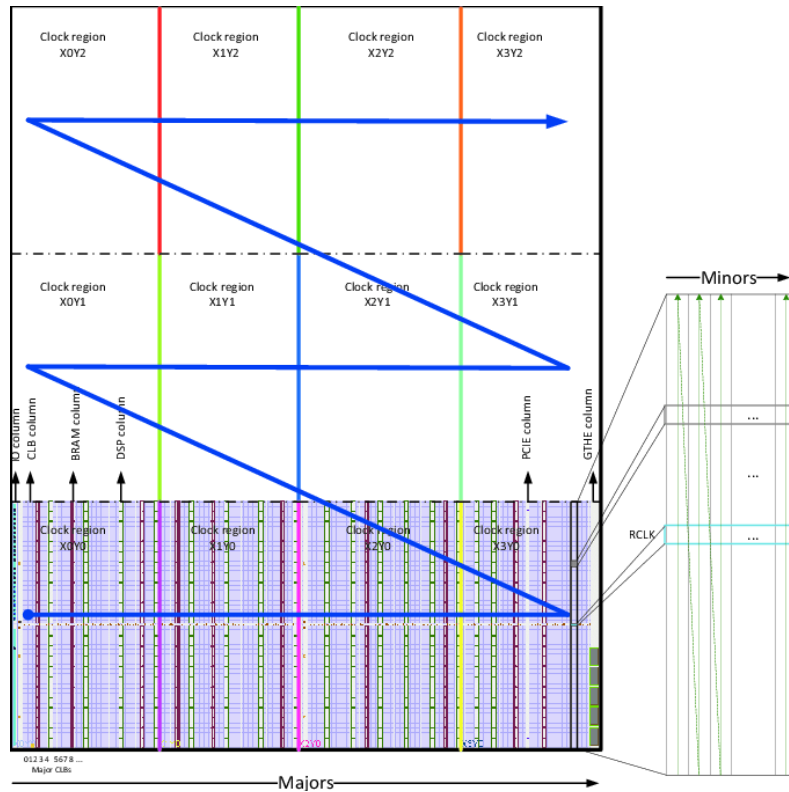 Clock region
X0Y2
Clock region
X1Y2
Clock region
X2Y2
Clock region
X3Y2
Clock region
X0Y1
Clock region
X1Y1
Clock region
X2Y1
Clock region
X3Y1
Minors
IO column
CLB column
BRAM column
DSP column
PCIE column
GTHE column
...
...
...
RCLK
Clock region
X0Y0
Clock region
X1Y0
Clock region
X2Y0
Clock region
X3Y0
X2Y0
01234 5678 ...
Major CLBs
Majors